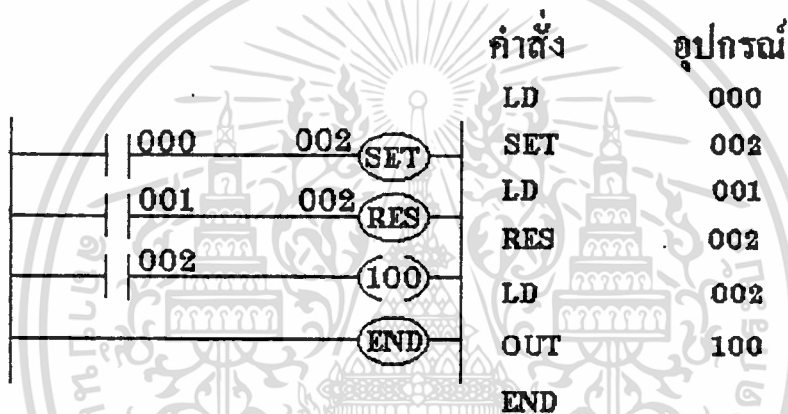 คำสั่ง อุปกรณ์
LD 000
SET 002
LD 001
RES 002
LD 002
OUT 100
END
000 002 SET
001 002 RES
002 100
END